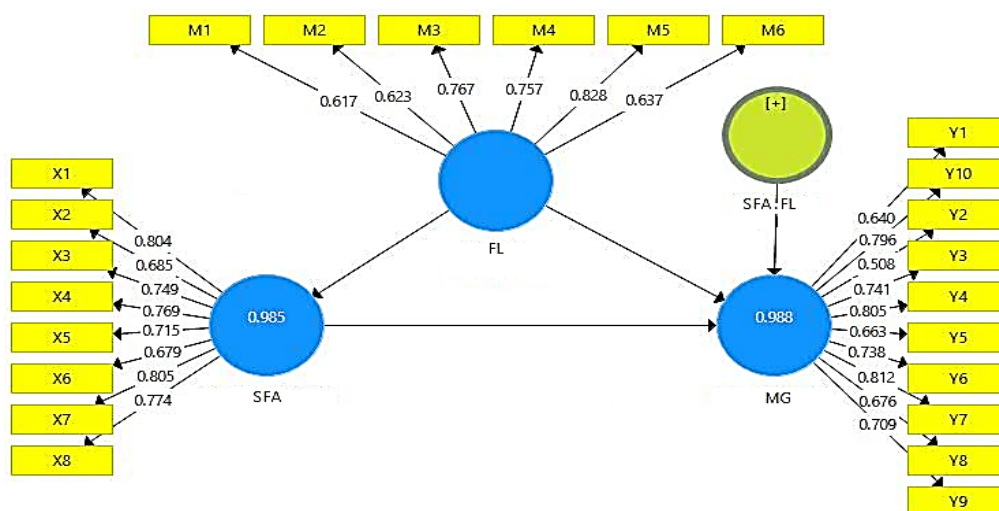 M1 M2 M3 M4 M5 M6
0.617 0.623 0.767 0.757 0.828 0.637
[+]
SFA*FL
FL
X1
X2
X3
X4
X5
X6
X7
X8
0.804
0.685
0.749
0.769
0.715
0.679
0.805
0.774
0.985
SFA
0.988
MG
0.640
0.796
0.508
0.741
0.805
0.663
0.738
0.812
0.676
0.709
Y1
Y10
Y2
Y3
Y4
Y5
Y6
Y7
Y8
Y9